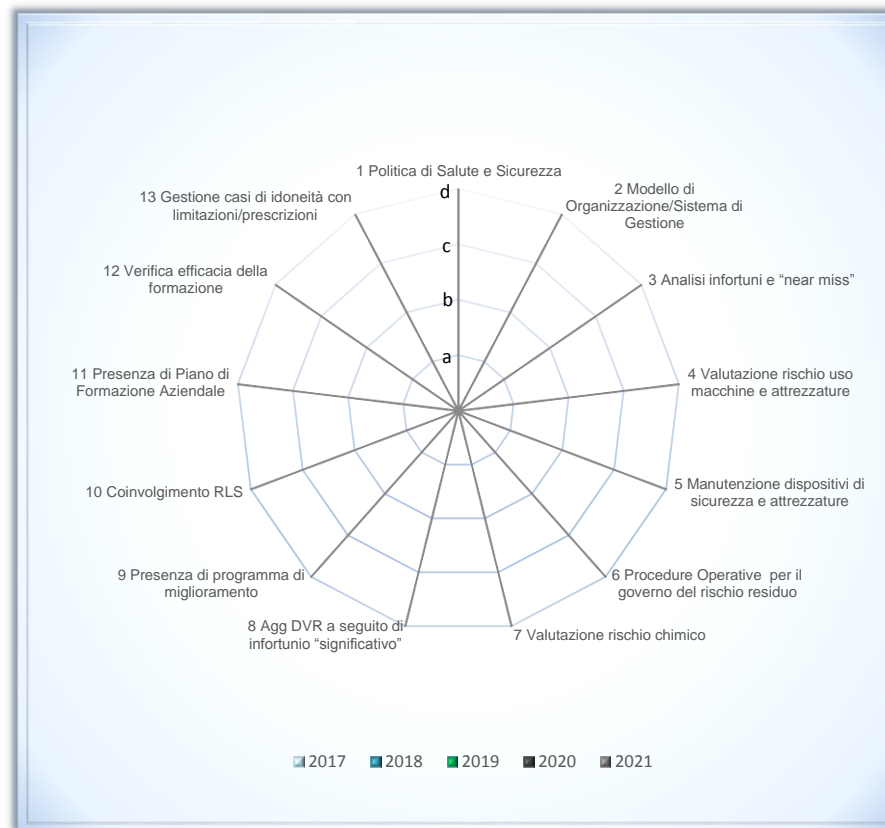 1 Politica di Salute e Sicurezza
2 Modello di
Organizzazione/Sistema di
Gestione
3 Analisi infortuni e “near miss”
4 Valutazione rischio uso
macchine e attrezzature
5 Manutenzione dispositivi di
sicurezza e attrezzature
6 Procedure Operative  per il
governo del rischio residuo
7 Valutazione rischio chimico
8 Agg DVR a seguito di
infortunio “significativo”
9 Presenza di programma di
miglioramento
10 Coinvolgimento RLS
11 Presenza di Piano di
Formazione Aziendale
12 Verifica efficacia della
formazione
13 Gestione casi di idoneità con
limitazioni/prescrizioni
d
c
b
a
2017 2018 2019 2020 2021